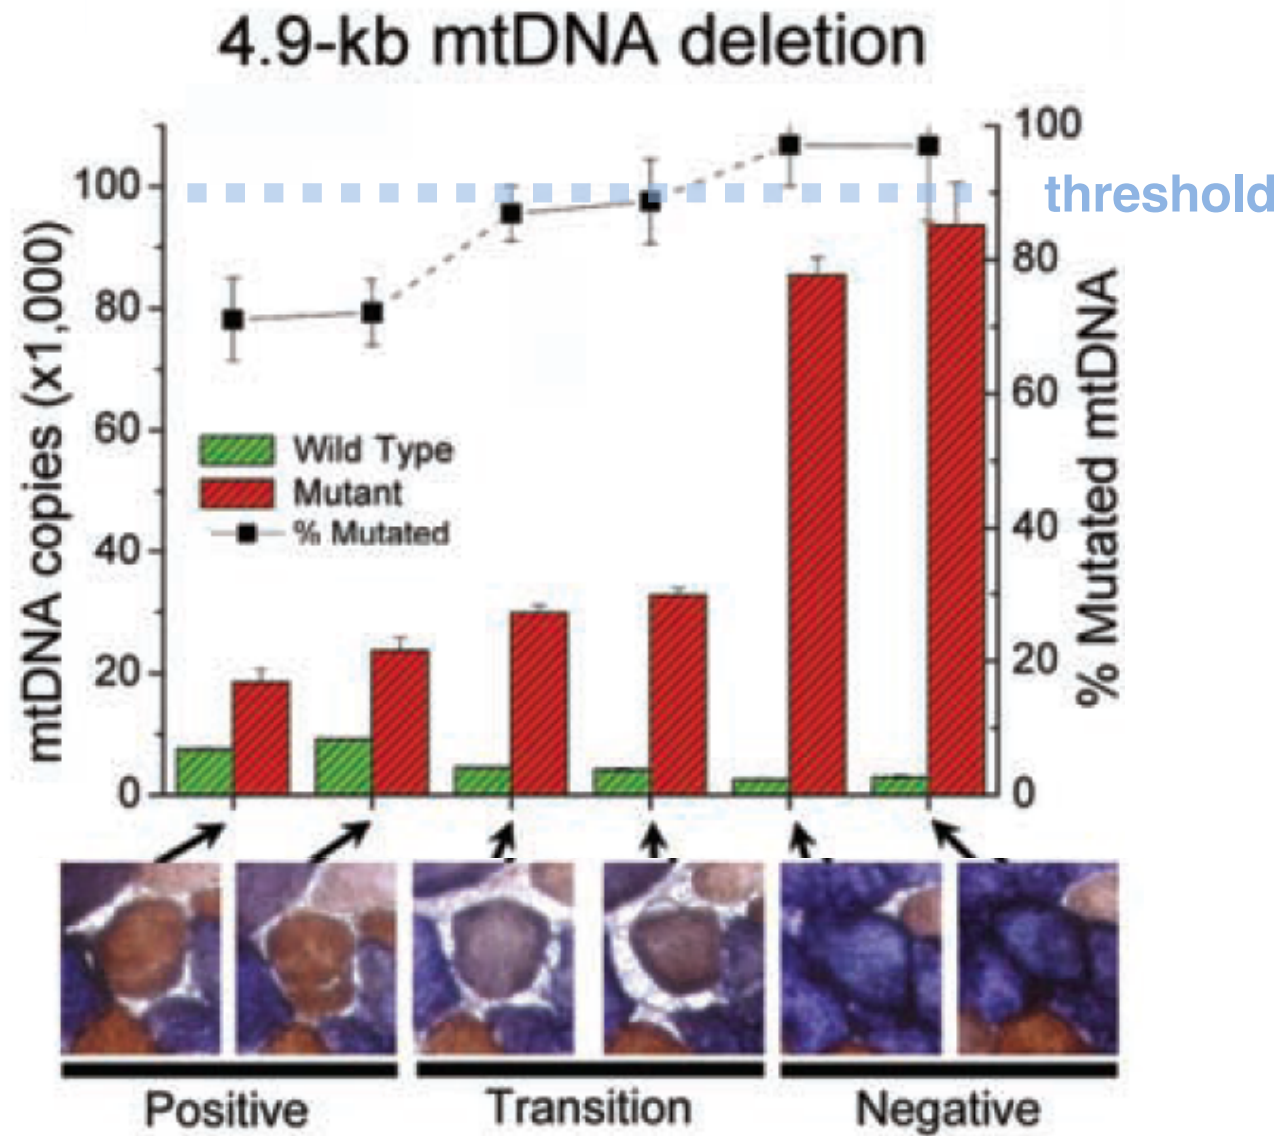 4.9-kb mtDNA deletion
100
80
60
40
20
0
mtDNA copies (x1,000)
100
80
60
40
20
0
% Mutated mtDNA
threshold
Wild Type
Mutant
% Mutated
Positive
Transition
Negative